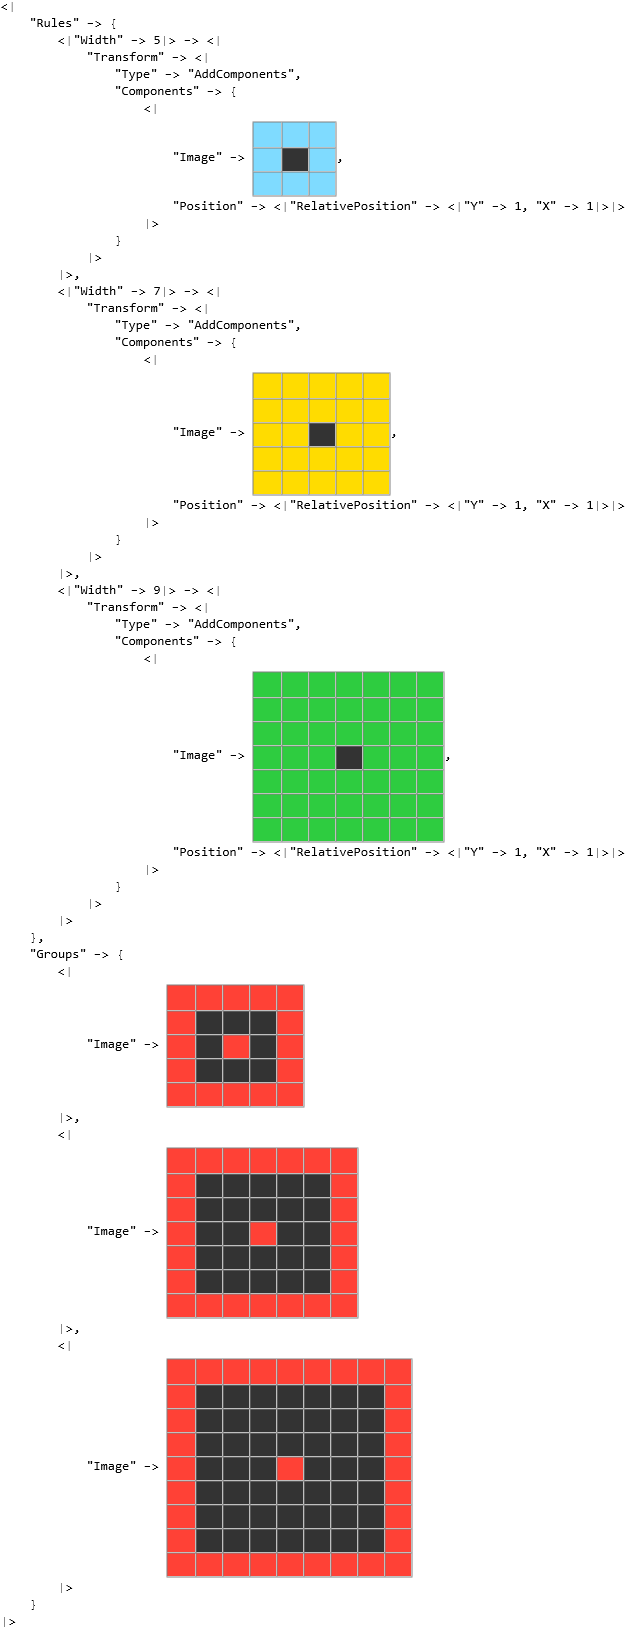 <|
"Rules" -> {
<|"Width" -> 5|> -> <|
"Transform" -> <|
"Type" -> "AddComponents",
"Components" -> {
<|
"Image" -> ,
"Position" -> <|"RelativePosition" -> <|"Y" -> 1, "X" -> 1|>|>
|>
}
|>
|>,
<|"Width" -> 7|> -> <|
"Transform" -> <|
"Type" -> "AddComponents",
"Components" -> {
<|
"Image" -> ,
"Position" -> <|"RelativePosition" -> <|"Y" -> 1, "X" -> 1|>|>
|>
}
|>
|>,
<|"Width" -> 9|> -> <|
"Transform" -> <|
"Type" -> "AddComponents",
"Components" -> {
<|
"Image" -> ,
"Position" -> <|"RelativePosition" -> <|"Y" -> 1, "X" -> 1|>|>
|>
}
|>
|>
},
"Groups" -> {
<|
"Image" ->
|>,
<|
"Image" ->
|>,
<|
"Image" ->
|>
}
|>